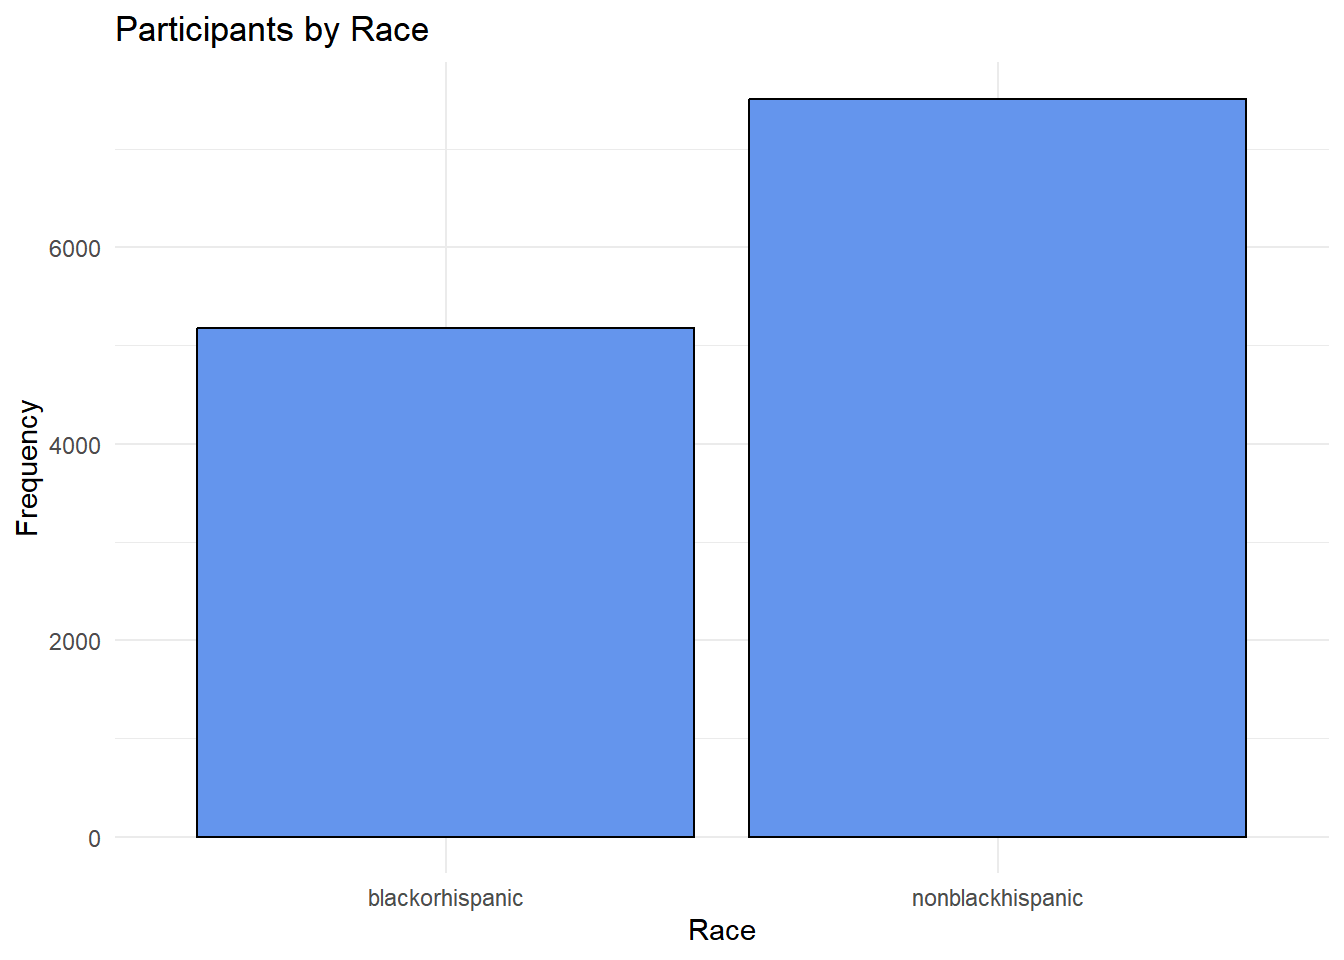 Participants by Race
6000
4000
2000
0
Frequency
blackorhispanic
nonblackhispanic
Race